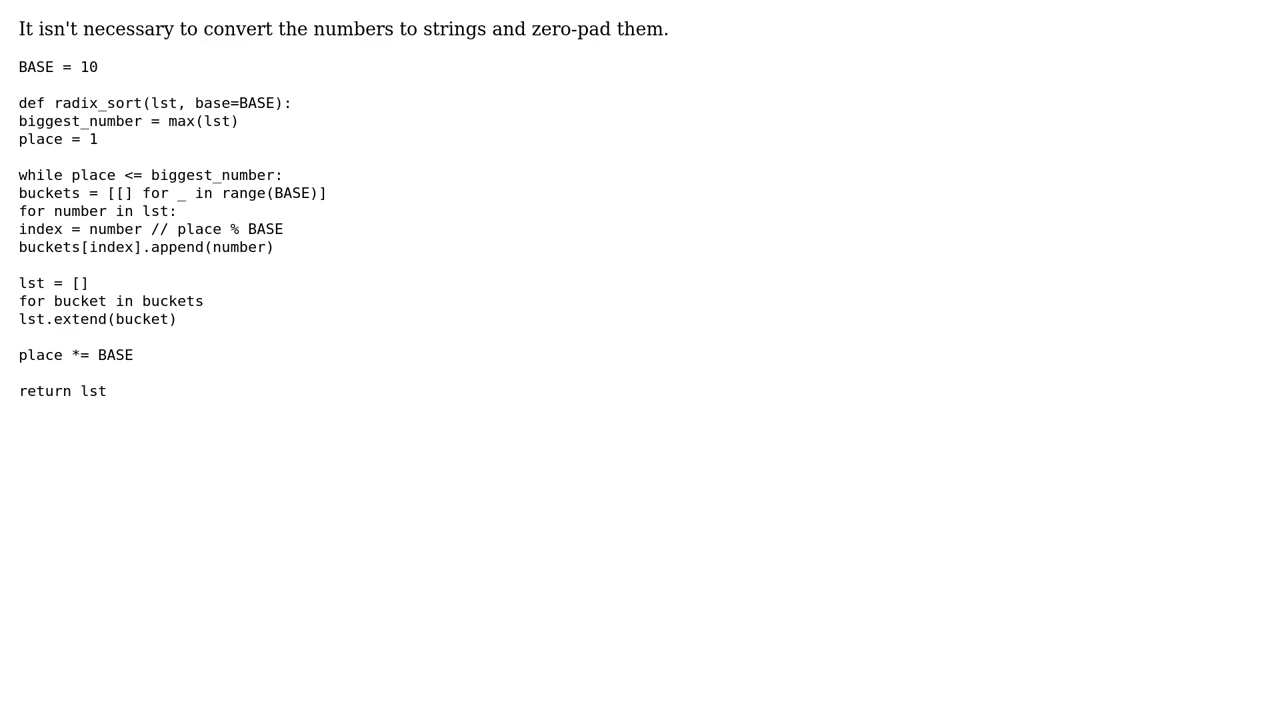 It isn't necessary to convert the numbers to strings and zero-pad them.
BASE = 10
def radix_sort(lst, base=BASE):
biggest_number = max(lst)
place = 1
while place <= biggest_number:
buckets = [[] for _ in range(BASE)]
for number in lst:
index = number // place % BASE
buckets[index].append(number)
lst = []
for bucket in buckets
lst.extend(bucket)
place *= BASE
return lst